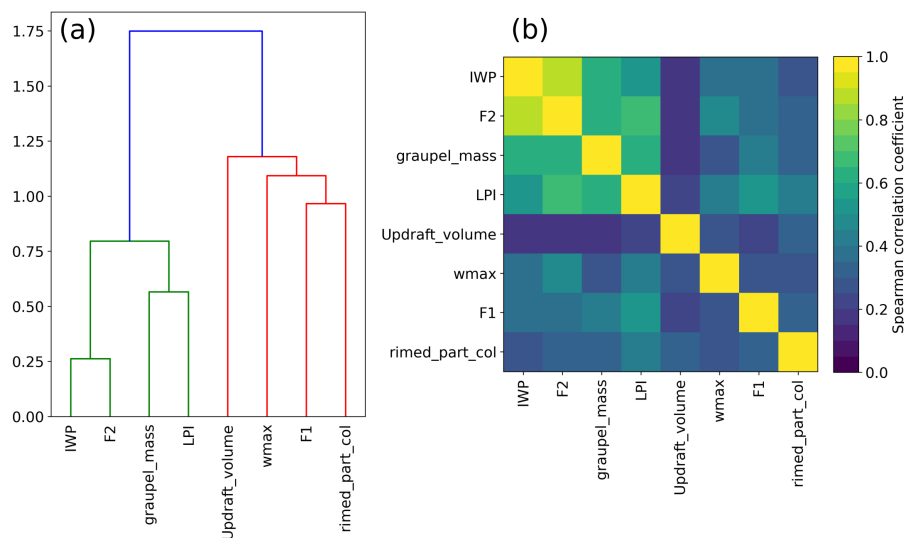 (a)
1.75
1.50
1.25
1.00
0.75
0.50
0.25
0.00
IWP
F2
graupel_mass
LPI
Updraft_volume
wmax
F1
rimed_part_col
(b)
IWP
F2
graupel_mass
LPI
Updraft_volume
wmax
F1
rimed_part_col
IWP
F2
graupel_mass
LPI
Updraft_volume
wmax
F1
rimed_part_col
1.0
0.8
0.6
0.4
0.2
0.0
Spearman correlation coefficient